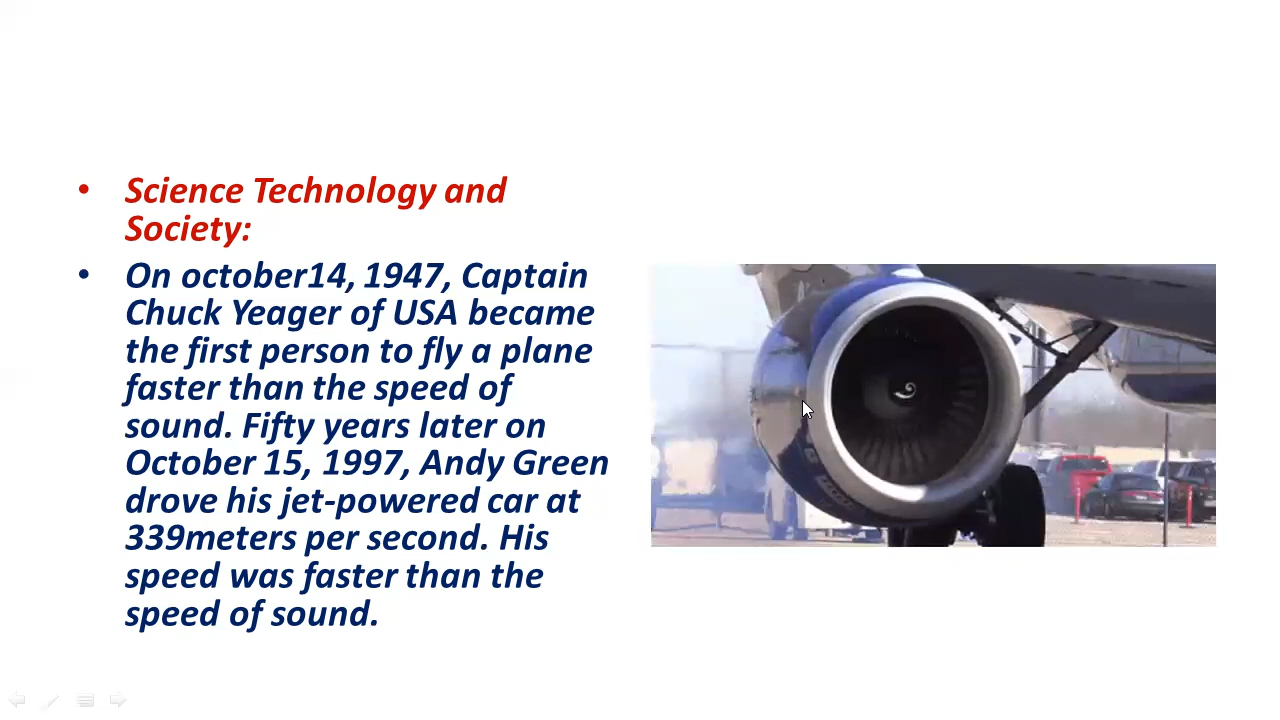 Science Technology and
Society:
On october14, 1947, Captain
Chuck Yeager of USA became
the first person to fly a plane
faster than the speed of
sound. Fifty years later on
October 15, 1997, Andy Green
drove his jet-powered car at
339meters per second. His
speed was faster than the
speed of sound.